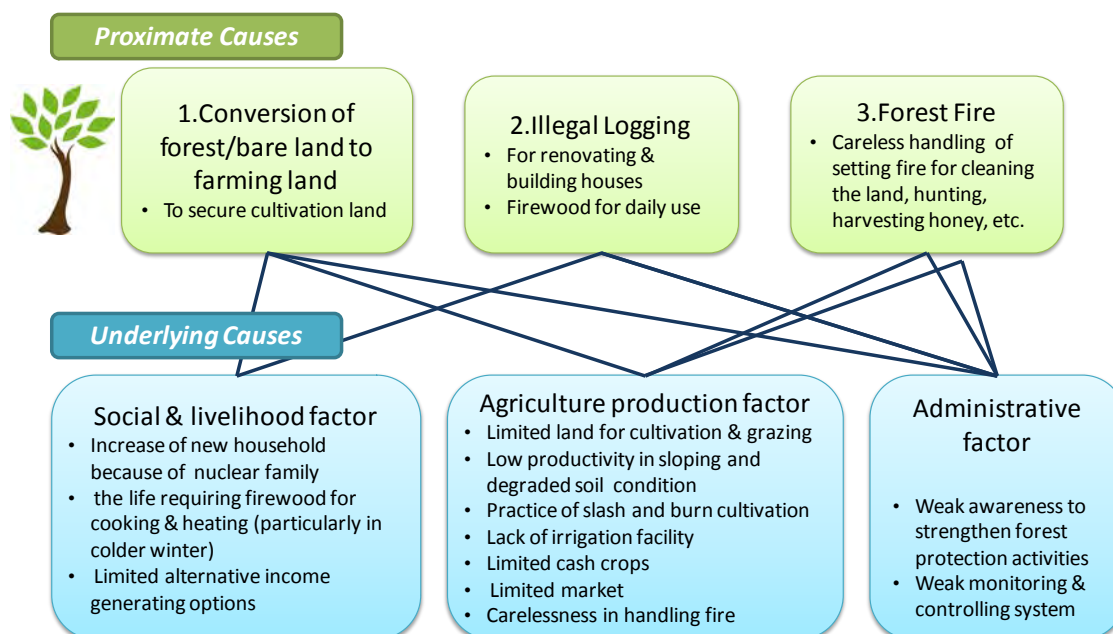 Proximate Causes
1.Conversion of
forest/bare land to
farming land
• To secure cultivation land
2.Illegal Logging
• For renovating &
building houses
• Firewood for daily use
3.Forest Fire
• Careless handling of
setting fire for cleaning
the land, hunting,
harvesting honey, etc.
Underlying Causes
Social & livelihood factor
• Increase of new household
because of nuclear family
• the life requiring firewood for
cooking & heating (particularly in
colder winter)
• Limited alternative income
generating options
Agriculture production factor
• Limited land for cultivation & grazing
• Low productivity in sloping and
degraded soil condition
• Practice of slash and burn cultivation
• Lack of irrigation facility
• Limited cash crops
• Limited market
• Carelessness in handling fire
Administrative
factor
• Weak awareness to
strengthen forest
protection activities
• Weak monitoring &
controlling system